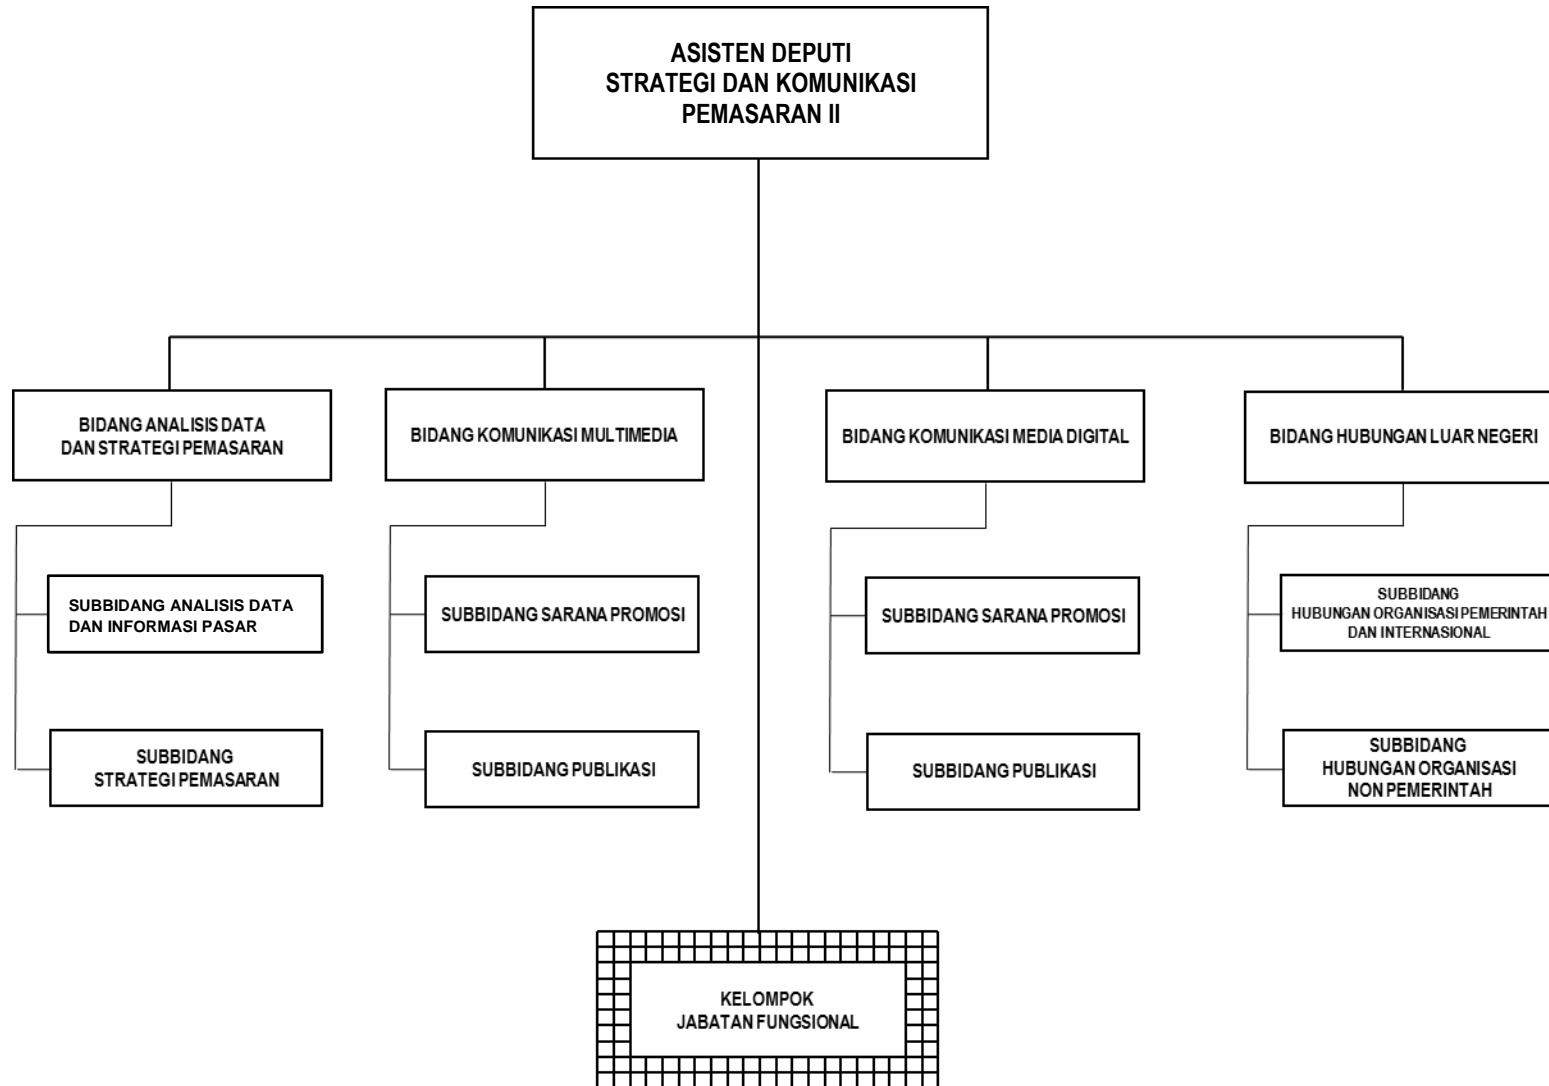 ASISTEN DEPUTI
STRATEGI DAN KOMUNIKASI
PEMASARAN II
BIDANG ANALISIS DATA
DAN STRATEGI PEMASARAN
BIDANG KOMUNIKASI MULTIMEDIA
BIDANG KOMUNIKASI MEDIA DIGITAL
BIDANG HUBUNGAN LUAR NEGERI
SUBBIDANG ANALISIS DATA
DAN INFORMASI PASAR
SUBBIDANG SARANA PROMOSI
SUBBIDANG SARANA PROMOSI
SUBBIDANG
HUBUNGAN ORGANISASI PEMERINTAH
DAN INTERNASIONAL
SUBBIDANG
STRATEGI PEMASARAN
SUBBIDANG PUBLIKASI
SUBBIDANG PUBLIKASI
SUBBIDANG
HUBUNGAN ORGANISASI
NON PEMERINTAH
KELOMPOK
JABATAN FUNGSIONAL